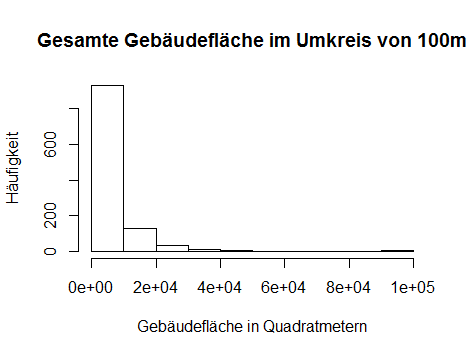 Gesamte Gebäudefläche im Umkreis von 100m
Häufigkeit
600
200
0
0e+00 2e+04 4e+04 6e+04 8e+04 1e+05
Gebäudefläche in Quadratmetern